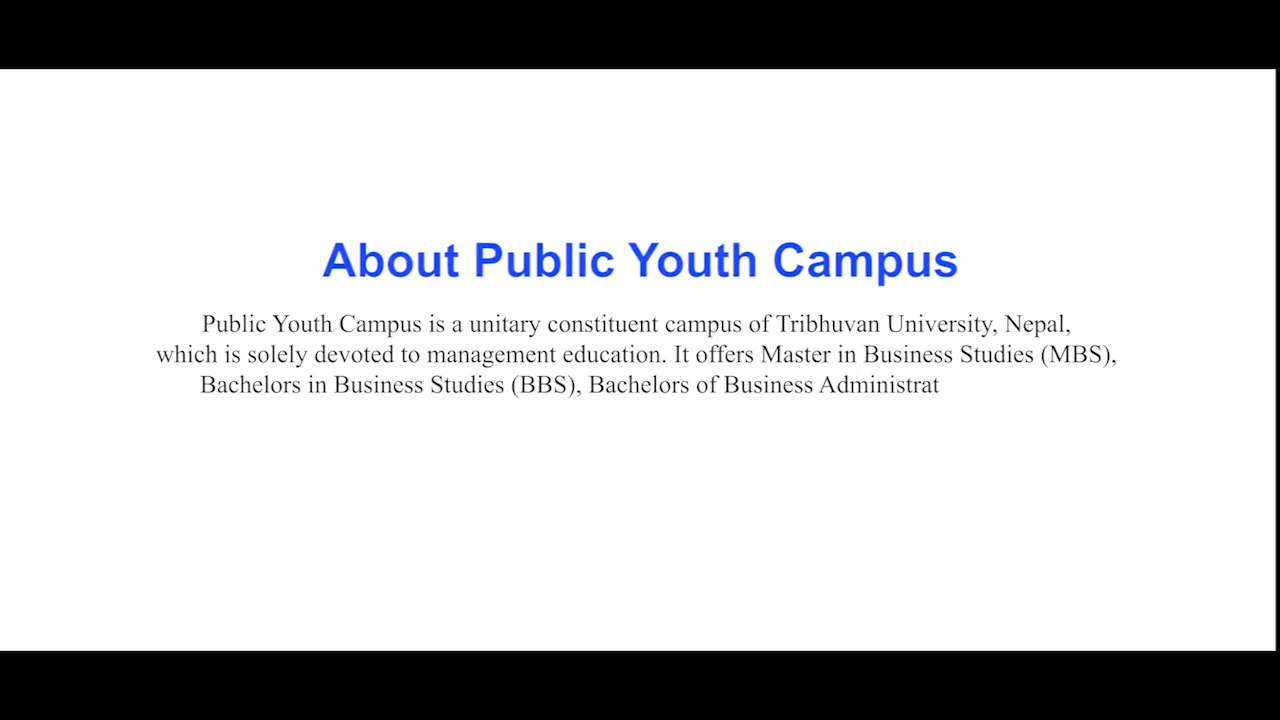 About Public Youth Campus
Public Youth Campus is a unitary constituent campus of Tribhuvan University, Nepal,
which is solely devoted to management education. It offers Master in Business Studies (MBS),
Bachelors in Business Studies (BBS), Bachelors of Business Administrat